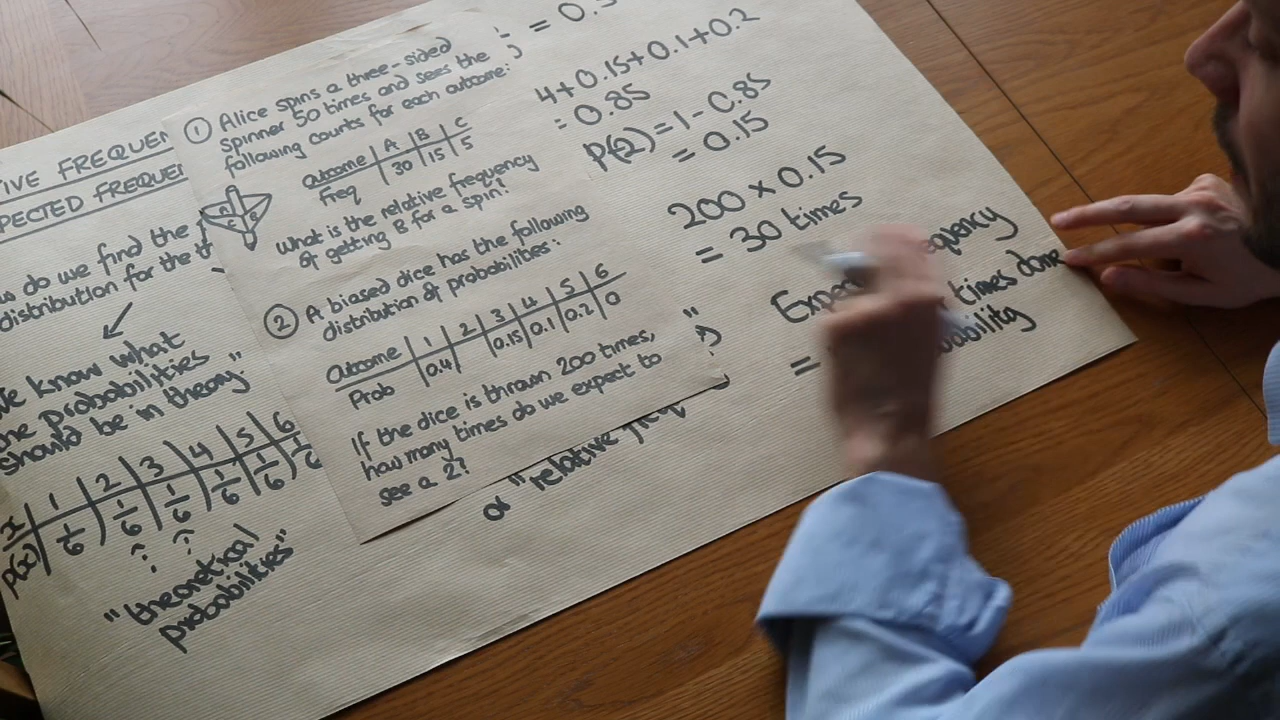 TIVE FREQUEN
PECTED FREQUEN
do we find the
distribution for the th
we know what
the probabilities
should be in theory."
x | 1 | 2 | 3 | 4 | 5 | 6
p(x) | 1/6 | 1/6 | 1/6 | 1/6 | 1/6 | 1/6
"theoretical
probabilities"
① Alice spins a three-sided
spinner 50 times and sees the
following counts for each outcome:
Outcome | A | B | C
Freq | 30 | 15 | 5
A B C
What is the relative frequency
of getting B for a spin?
② A biased dice has the following
distribution of probabilities:
Outcome | 1 | 2 | 3 | 4 | 5 | 6
Prob | 0.4 | | 0.15 | 0.1 | 0.2 | 0
If the dice is thrown 200 times,
how many times do we expect to
see a 2?
or "relative freq
4+0.15+0.1+0.2
= 0.85
P(2) = 1 - 0.85
= 0.15
200 × 0.15
= 30 times
Expec quency
= times done
bability